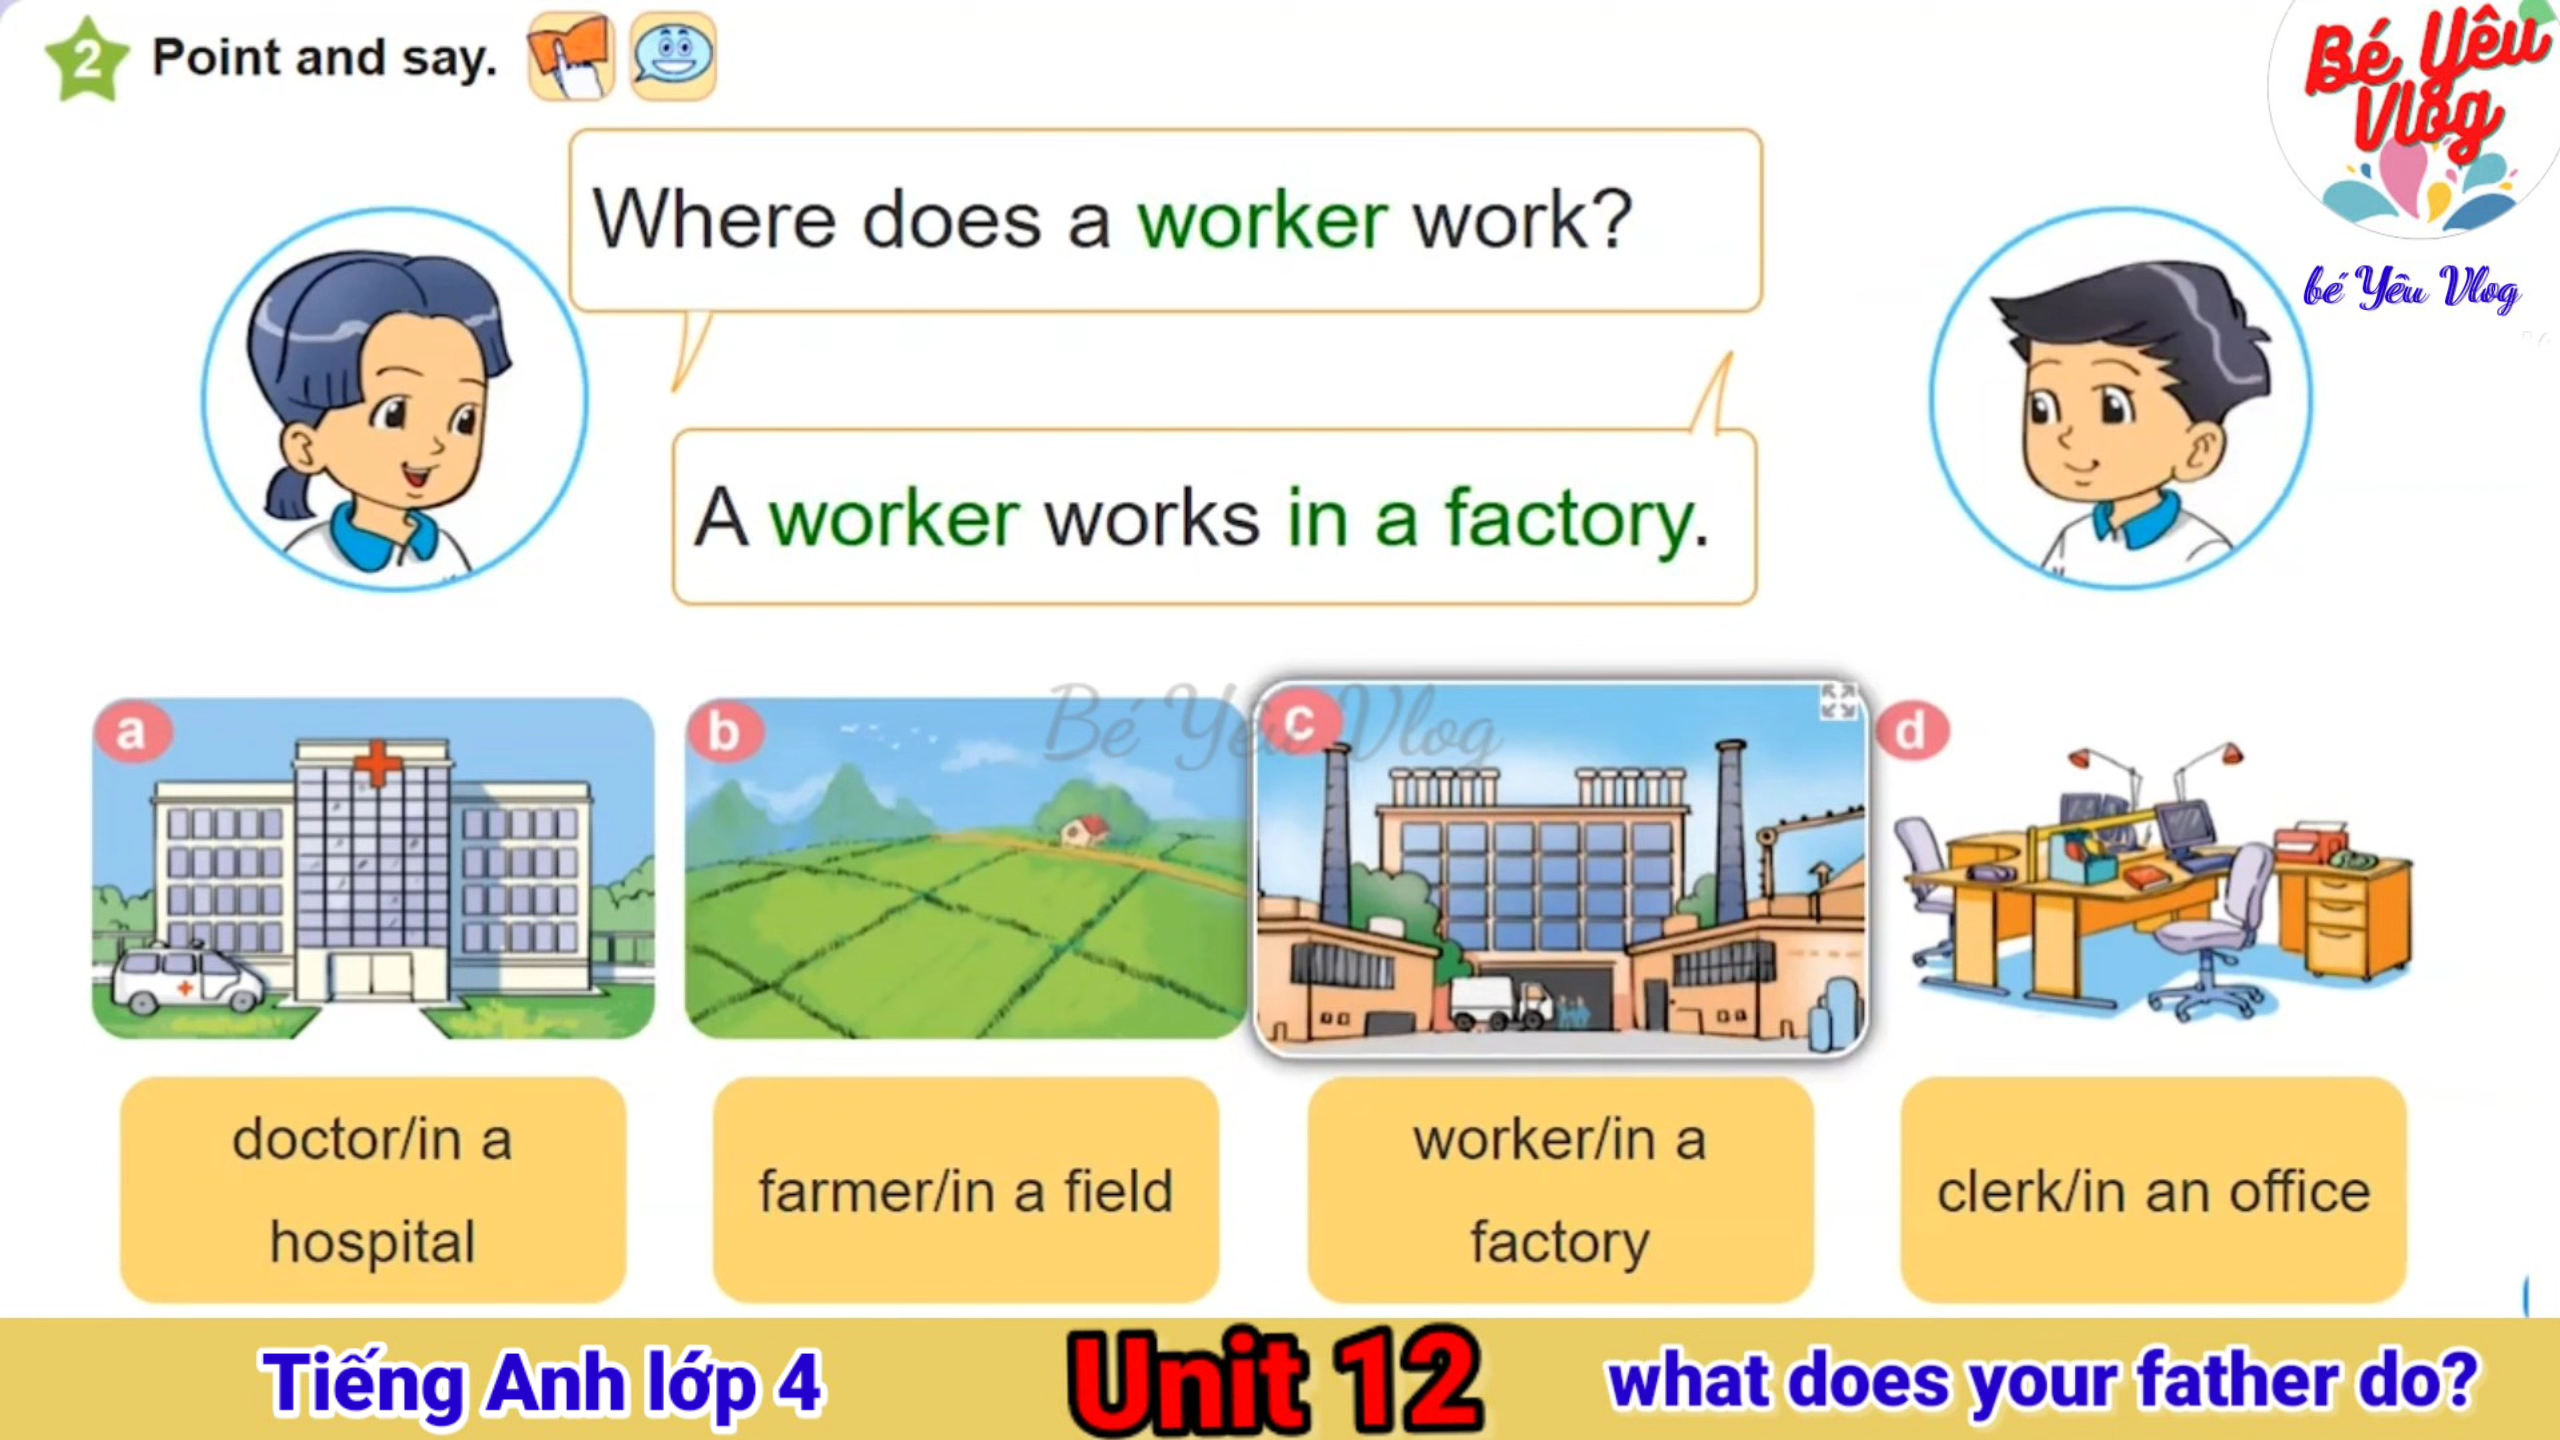 2 Point and say.
Bé Yêu
Vlog
bé Yêu Vlog
Where does a worker work?
A worker works in a factory.
Bé Yêu Vlog
a
b
c
d
doctor/in a
hospital
farmer/in a field
worker/in a
factory
clerk/in an office
Tiếng Anh lớp 4
Unit 12
what does your father do?